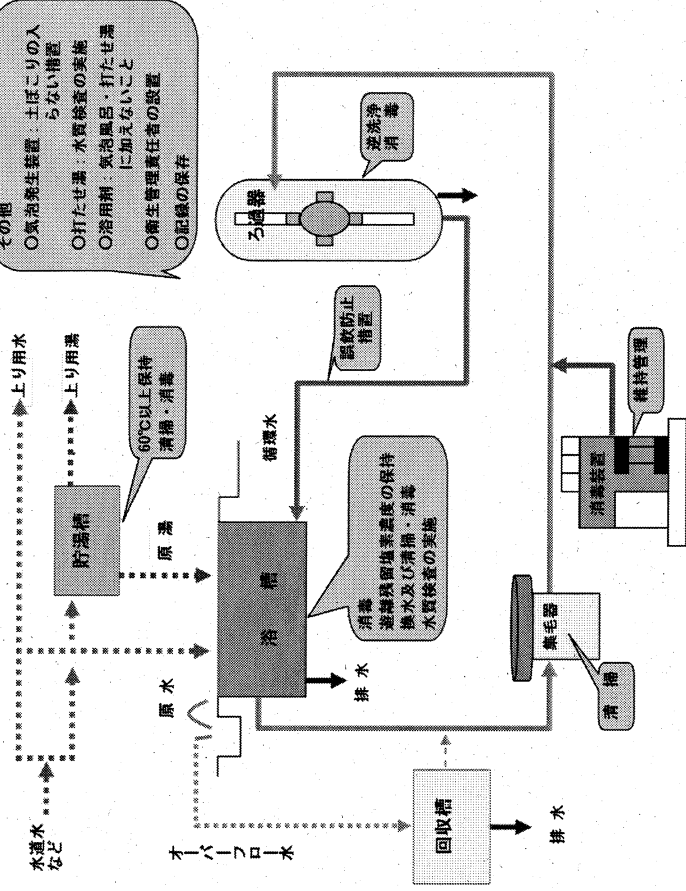 水道水
など
上り用水
上り用湯
貯湯槽
60℃以上保持
清掃・消毒
原水
原湯
オーバーフロー水
浴槽
循環水
排水
消毒
遊離残留塩素濃度の保持
換水及び清掃・消毒
水質検査の実施
誤飲防止
措置
ろ過器
逆洗浄
消毒
回収槽
排水
集毛器
清掃
消毒装置
維持管理
その他
○気泡発生装置：土ぼこりの入
らない措置
○打たせ湯：水質検査の実施
○浴用剤：気泡風呂・打たせ湯
に加えないこと
○衛生管理責任者の設置
○記録の保存